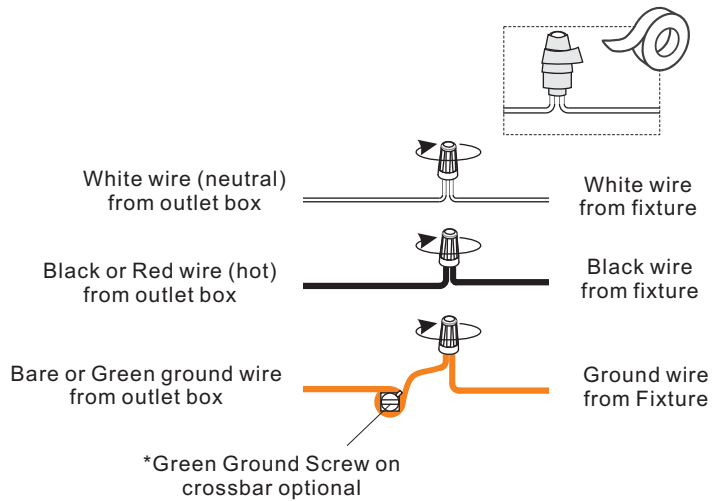 White wire (neutral)
from outlet box
White wire
from fixture
Black or Red wire (hot)
from outlet box
Black wire
from fixture
Bare or Green ground wire
from outlet box
Ground wire
from Fixture
*Green Ground Screw on
crossbar optional